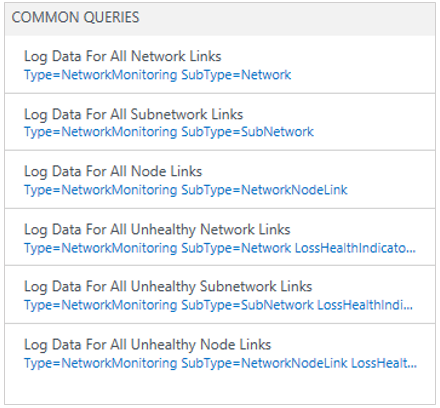 COMMON QUERIES
Log Data For All Network Links
Type=NetworkMonitoring SubType=Network
Log Data For All Subnetwork Links
Type=NetworkMonitoring SubType=SubNetwork
Log Data For All Node Links
Type=NetworkMonitoring SubType=NetworkNodeLink
Log Data For All Unhealthy Network Links
Type=NetworkMonitoring SubType=Network LossHealthIndicato...
Log Data For All Unhealthy Subnetwork Links
Type=NetworkMonitoring SubType=SubNetwork LossHealthIndi...
Log Data For All Unhealthy Node Links
Type=NetworkMonitoring SubType=NetworkNodeLink LossHealt...